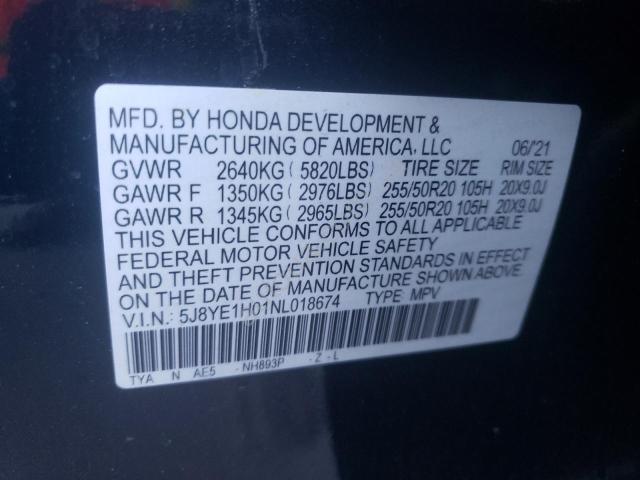 MFD. BY HONDA DEVELOPMENT &
MANUFACTURING OF AMERICA, LLC 06/'21
GVWR 2640KG ( 5820LBS) TIRE SIZE RIM SIZE
GAWR F 1350KG ( 2976LBS) 255/50R20 105H 20X9.0J
GAWR R 1345KG ( 2965LBS) 255/50R20 105H 20X9.0J
THIS VEHICLE CONFORMS TO ALL APPLICABLE
FEDERAL MOTOR VEHICLE SAFETY
AND THEFT PREVENTION STANDARDS IN EFFECT
ON THE DATE OF MANUFACTURE SHOWN ABOVE.
V.I.N.: 5J8YE1H01NL018674 TYPE: MPV
TYA N AE5 - NH893P - Z - L